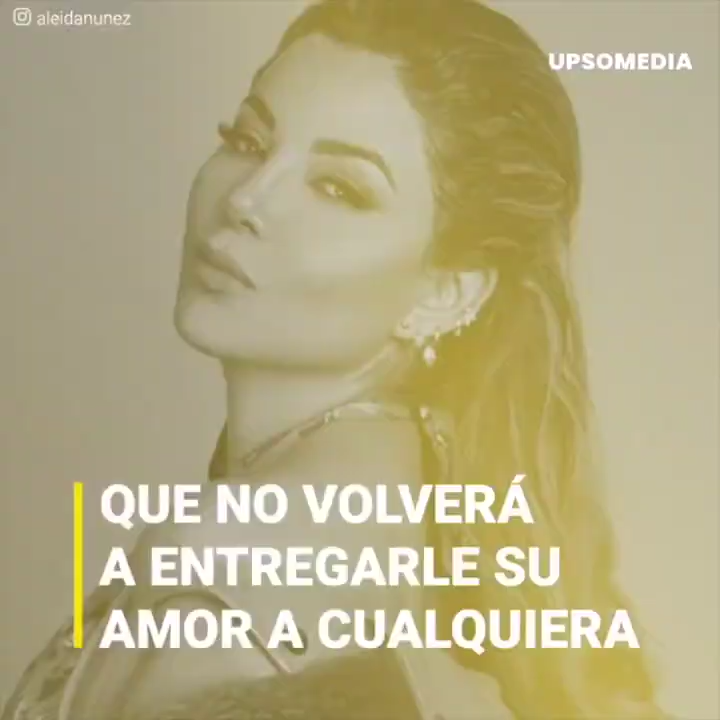 aleidanunez
UPSOMEDIA
QUE NO VOLVERÁ
A ENTREGARLE SU
AMOR A CUALQUIERA